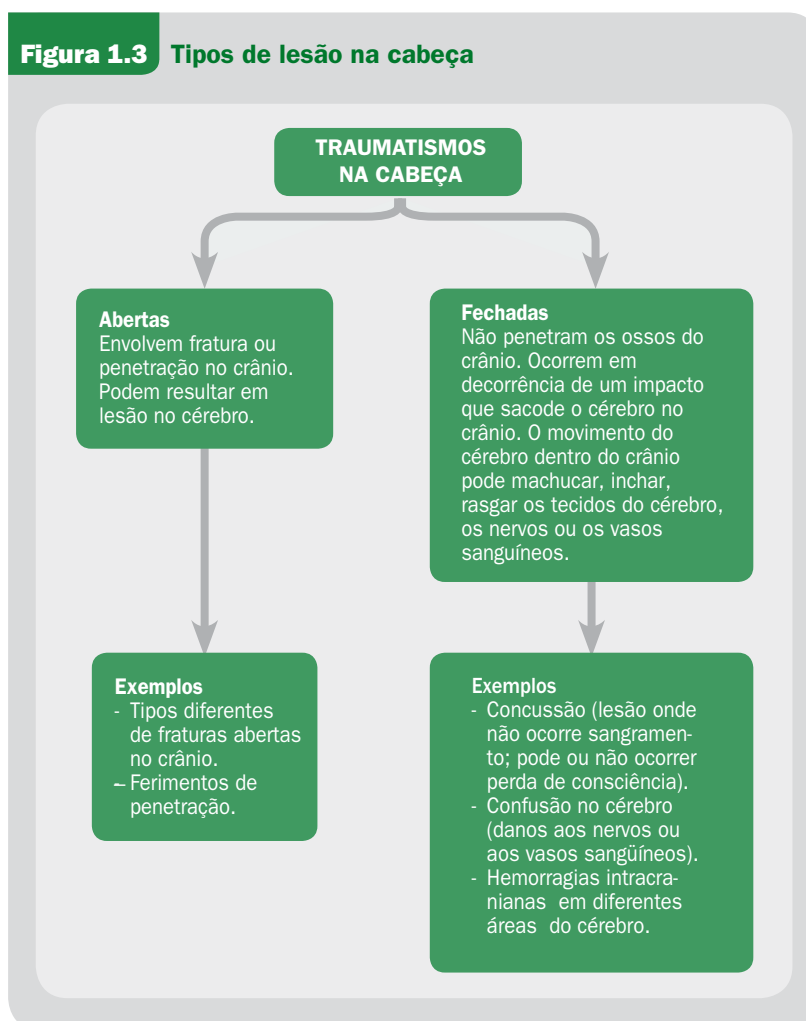 Figura 1.3 Tipos de lesão na cabeça
TRAUMATISMOS
NA CABEÇA
Abertas
Envolvem fratura ou
penetração no crânio.
Podem resultar em
lesão no cérebro.
Fechadas
Não penetram os ossos do
crânio. Ocorrem em
decorrência de um impacto
que sacode o cérebro no
crânio. O movimento do
cérebro dentro do crânio
pode machucar, inchar,
rasgar os tecidos do cérebro,
os nervos ou os vasos
sanguíneos.
Exemplos
- Tipos diferentes
de fraturas abertas
no crânio.
– Ferimentos de
penetração.
Exemplos
- Concussão (lesão onde
não ocorre sangramen-
to; pode ou não ocorrer
perda de consciência).
- Confusão no cérebro
(danos aos nervos ou
aos vasos sangüíneos).
- Hemorragias intracra-
nianas em diferentes
áreas do cérebro.